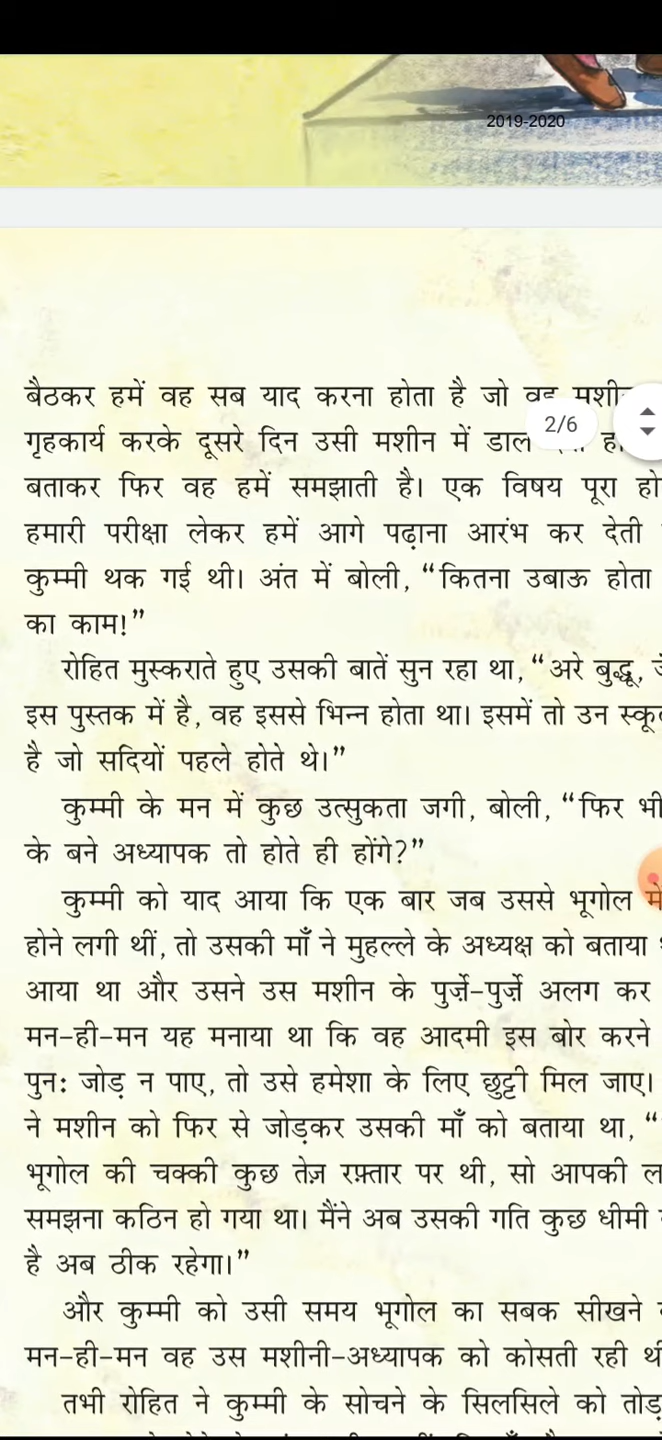 2019-2020
बैठकर हमें वह सब याद करना होता है जो वह
2/6
गृहकार्य करके दूसरे दिन उसी मशीन में डाल
बताकर फिर वह हमें समझाती है। एक विषय पूरा हो
हमारी परीक्षा लेकर हमें आगे पढ़ाना आरंभ कर देती
कुम्मी थक गई थी। अंत में बोली, “कितना उबाऊ होता
का काम!”
रोहित मुस्कराते हुए उसकी बातें सुन रहा था, “अरे बुद्धू,
इस पुस्तक में है, वह इससे भिन्न होता था। इसमें तो उन
है जो सदियों पहले होते थे।”
कुम्मी के मन में कुछ उत्सुकता जगी, बोली, “फिर भी
के बने अध्यापक तो होते ही होंगे?”
कुम्मी को याद आया कि एक बार जब उससे भूगोल
होने लगी थीं, तो उसकी माँ ने मुहल्ले के अध्यक्ष को बताया
आया था और उसने उस मशीन के पुर्ज़े-पुर्ज़े अलग कर
मन-ही-मन यह मनाया था कि वह आदमी इस बोर करने
पुनः जोड़ न पाए, तो उसे हमेशा के लिए छुट्टी मिल जाए।
ने मशीन को फिर से जोड़कर उसकी माँ को बताया था, “
भूगोल की चक्की कुछ तेज़ रफ़्तार पर थी, सो आपकी
समझना कठिन हो गया था। मैंने अब उसकी गति कुछ धीमी
है अब ठीक रहेगा।”
और कुम्मी को उसी समय भूगोल का सबक सीखने
मन-ही-मन वह उस मशीनी-अध्यापक को कोसती रही
तभी रोहित ने कुम्मी के सोचने के सिलसिले को